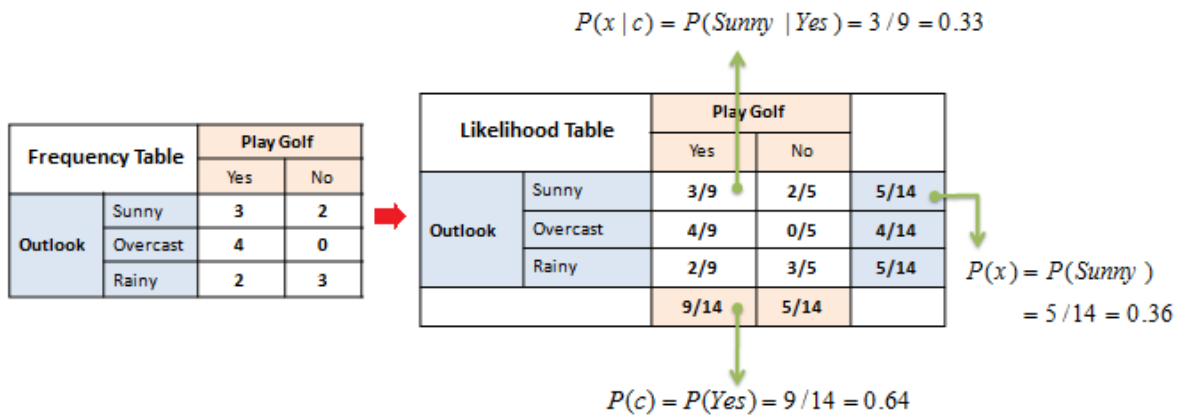 P(x | c) = P(Sunny | Yes) = 3/9 = 0.33
Frequency Table Play Golf
Yes No
Outlook Sunny 3 2
Overcast 4 0
Rainy 2 3
Likelihood Table Play Golf
Yes No
Outlook Sunny 3/9 2/5 5/14
Overcast 4/9 0/5 4/14
Rainy 2/9 3/5 5/14
9/14 5/14
P(x) = P(Sunny )
= 5/14 = 0.36
P(c) = P(Yes) = 9/14 = 0.64